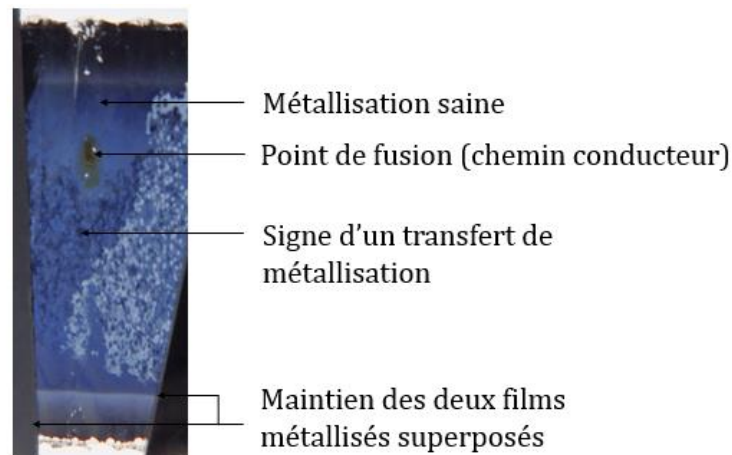 Métallisation saine
Point de fusion (chemin conducteur)
Signe d’un transfert de
métallisation
Maintien des deux films
métallisés superposés